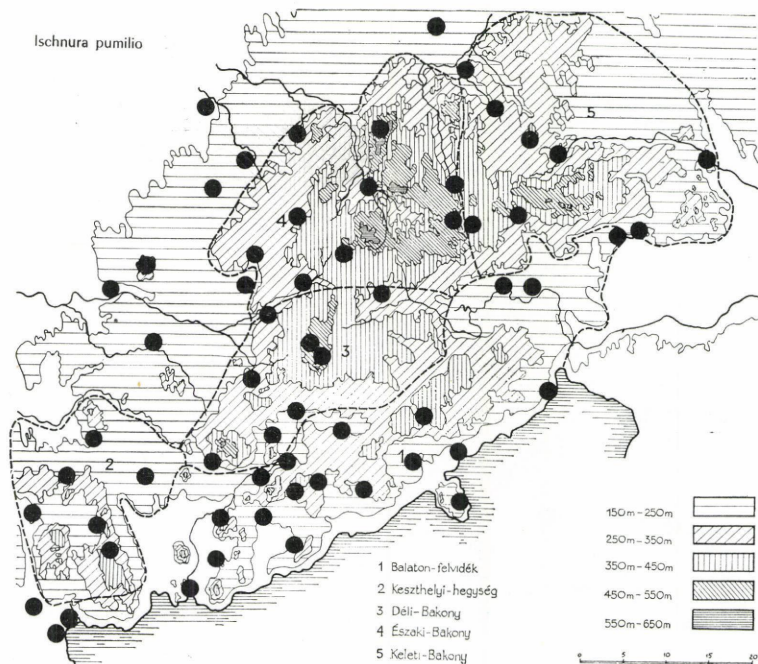 Ischnura pumilio
5
4
3
2
1
1 Balaton-felvidék
2 Keszthelyi-hegység
3 Déli-Bakony
4 Északi-Bakony
5 Keleti-Bakony
150m-250m
250m-350m
350m-450m
450m-550m
550m-650m
0 5 10 15 20